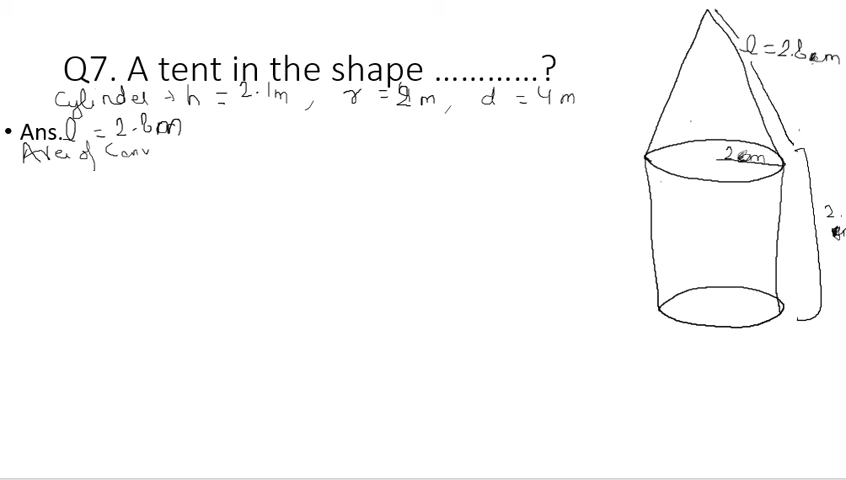 Q7. A tent in the shape …………?
Cylinder → h = 2.1m, r = 2m, d = 4m
• Ans. l = 2.8m
Area of Canv
l = 2.8m
2m
2.